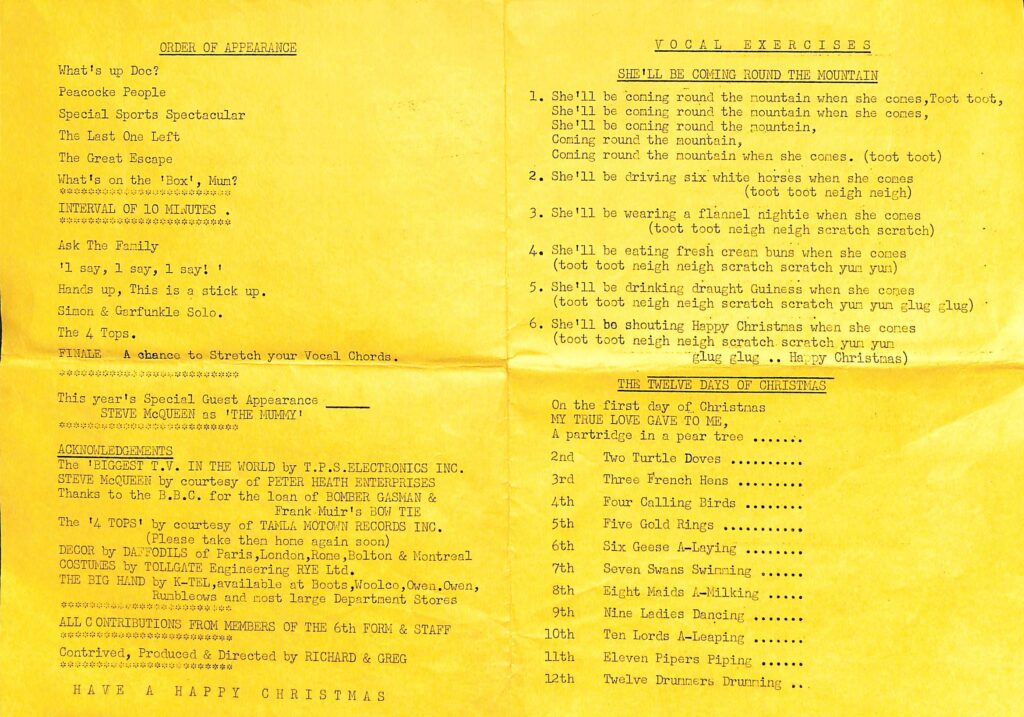 ORDER OF APPEARANCE
What's up Doc?
Peacocke People
Special Sports Spectacular
The Last One Left
The Great Escape
What's on the 'Box', Mum?
*************************
INTERVAL OF 10 MINUTES .
*************************
Ask The Family
'l say, l say, l say! '
Hands up, This is a stick up.
Simon & Garfunkle Solo.
The 4 Tops.
FINALE A chance to Stretch your Vocal Chords.
**************************
This year's Special Guest Appearance ______
STEVE McQUEEN as 'THE MUMMY'
**************************
ACKNOWLEDGEMENTS
The 'BIGGEST T.V. IN THE WORLD by T.P.S.ELECTRONICS INC.
STEVE McQUEEN by courtesy of PETER HEATH ENTERPRISES
Thanks to the B.B.C. for the loan of BOMBER GASMAN &
Frank Muir's BOW TIE
The '4 TOPS' by courtesy of TAMLA MOTOWN RECORDS INC.
(Please take them home again soon)
DECOR by DAFFODILS of Paris,London,Rome,Bolton & Montreal
COSTUMES by TOLLGATE Engineering RYE Ltd.
THE BIG HAND by K-TEL,available at Boots,Woolco,Owen.Owen,
Rumbleows and most large Department Stores
*************************
ALL C ONTRIBUTIONS FROM MEMBERS OF THE 6th FORM & STAFF
*************************
Contrived, Produced & Directed by RICHARD & GREG
*************************
H A V E   A   H A P P Y   C H R I S T M A S
V O C A L   E X E R C I S E S
SHE'LL BE COMING ROUND THE MOUNTAIN
1. She'll be coming round the mountain when she comes,Toot toot,
She'll be coming round the mountain when she comes,
She'll be coming round the mountain,
Coming round the mountain,
Coming round the mountain when she comes. (toot toot)
2. She'll be driving six white horses when she comes
(toot toot neigh neigh)
3. She'll be wearing a flannel nightie when she comes
(toot toot neigh neigh scratch scratch)
4. She'll be eating fresh cream buns when she comes
(toot toot neigh neigh scratch scratch yum yum)
5. She'll be drinking draught Guiness when she comes
(toot toot neigh neigh scratch scratch yum yum glug glug)
6. She'll be shouting Happy Christmas when she comes
(toot toot neigh neigh scratch scratch yum yum
glug glug .. Happy Christmas)
THE TWELVE DAYS OF CHRISTMAS
On the first day of Christmas
MY TRUE LOVE GAVE TO ME,
A partridge in a pear tree .......
2nd Two Turtle Doves ..........
3rd Three French Hens .........
4th Four Calling Birds ........
5th Five Gold Rings ...........
6th Six Geese A-Laying ........
7th Seven Swans Swimming ......
8th Eight Maids A-Milking .....
9th Nine Ladies Dancing .......
10th Ten Lords A-Leaping .......
11th Eleven Pipers Piping ......
12th Twelve Drummers Drumming ..